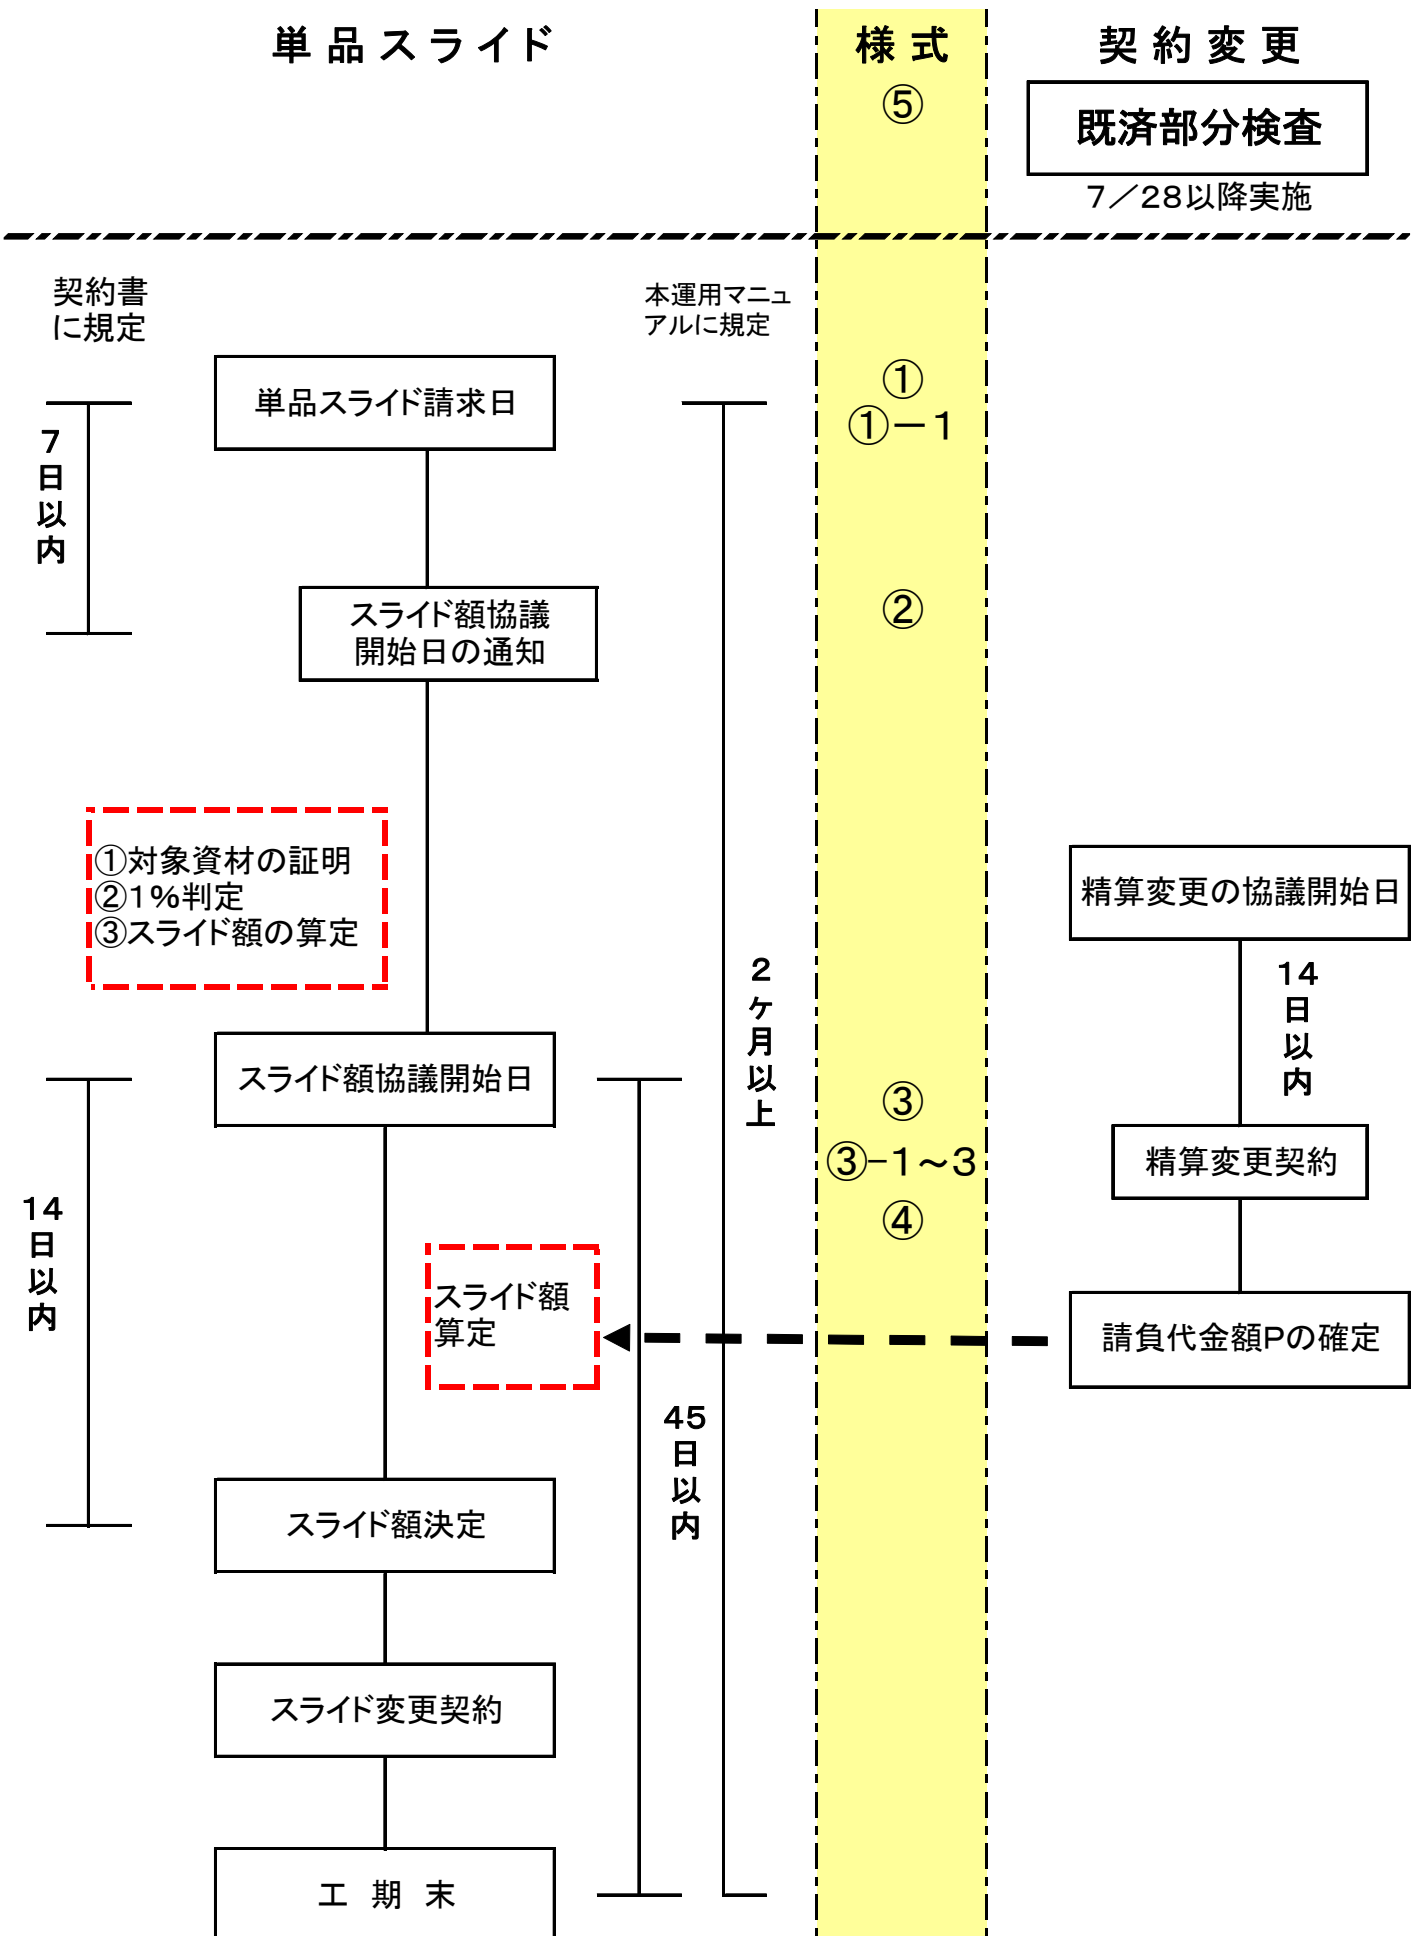 単品スライド
様式
契約変更
⑤
既済部分検査
7／28以降実施
契約書
に規定
本運用マニュ
アルに規定
単品スライド請求日
①
①－1
7日以内
スライド額協議
開始日の通知
②
①対象資材の証明
②1%判定
③スライド額の算定
精算変更の協議開始日
2ヶ月以上
14日以内
スライド額協議開始日
③
③-1～3
④
精算変更契約
14日以内
スライド額
算定
請負代金額Pの確定
45日以内
スライド額決定
スライド変更契約
工期末